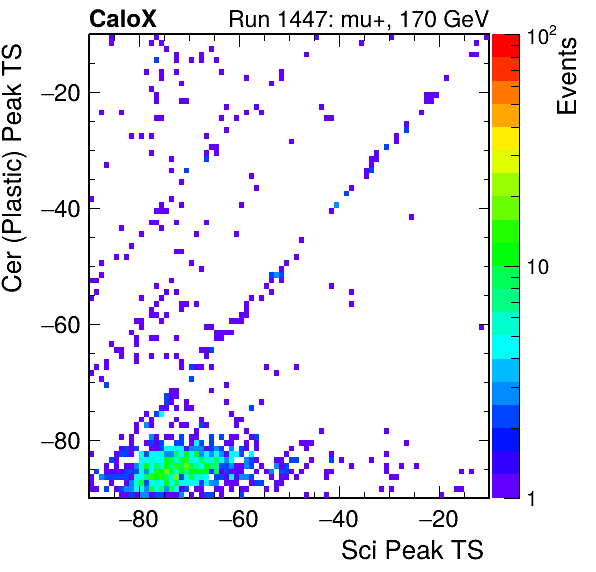 CaloX Run 1447: mu+, 170 GeV
Cer (Plastic) Peak TS
−20
−40
−60
−80
−80 −60 −40 −20
Sci Peak TS
10²
10
1
Events